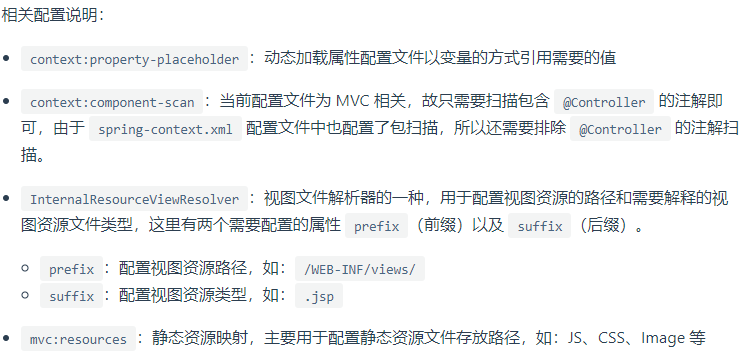 相关配置说明：
context:property-placeholder ：动态加载属性配置文件以变量的方式引用需要的值
context:component-scan ：当前配置文件为 MVC 相关，故只需要扫描包含 @Controller 的注解即
可，由于 spring-context.xml 配置文件中也配置了包扫描，所以还需要排除 @Controller 的注解扫
描。
InternalResourceViewResolver ：视图文件解析器的一种，用于配置视图资源的路径和需要解释的视
图资源文件类型，这里有两个需要配置的属性 prefix （前缀）以及 suffix （后缀）。
prefix ：配置视图资源路径，如： /WEB-INF/views/
suffix ：配置视图资源类型，如： .jsp
mvc:resources ：静态资源映射，主要用于配置静态资源文件存放路径，如：JS、CSS、Image 等